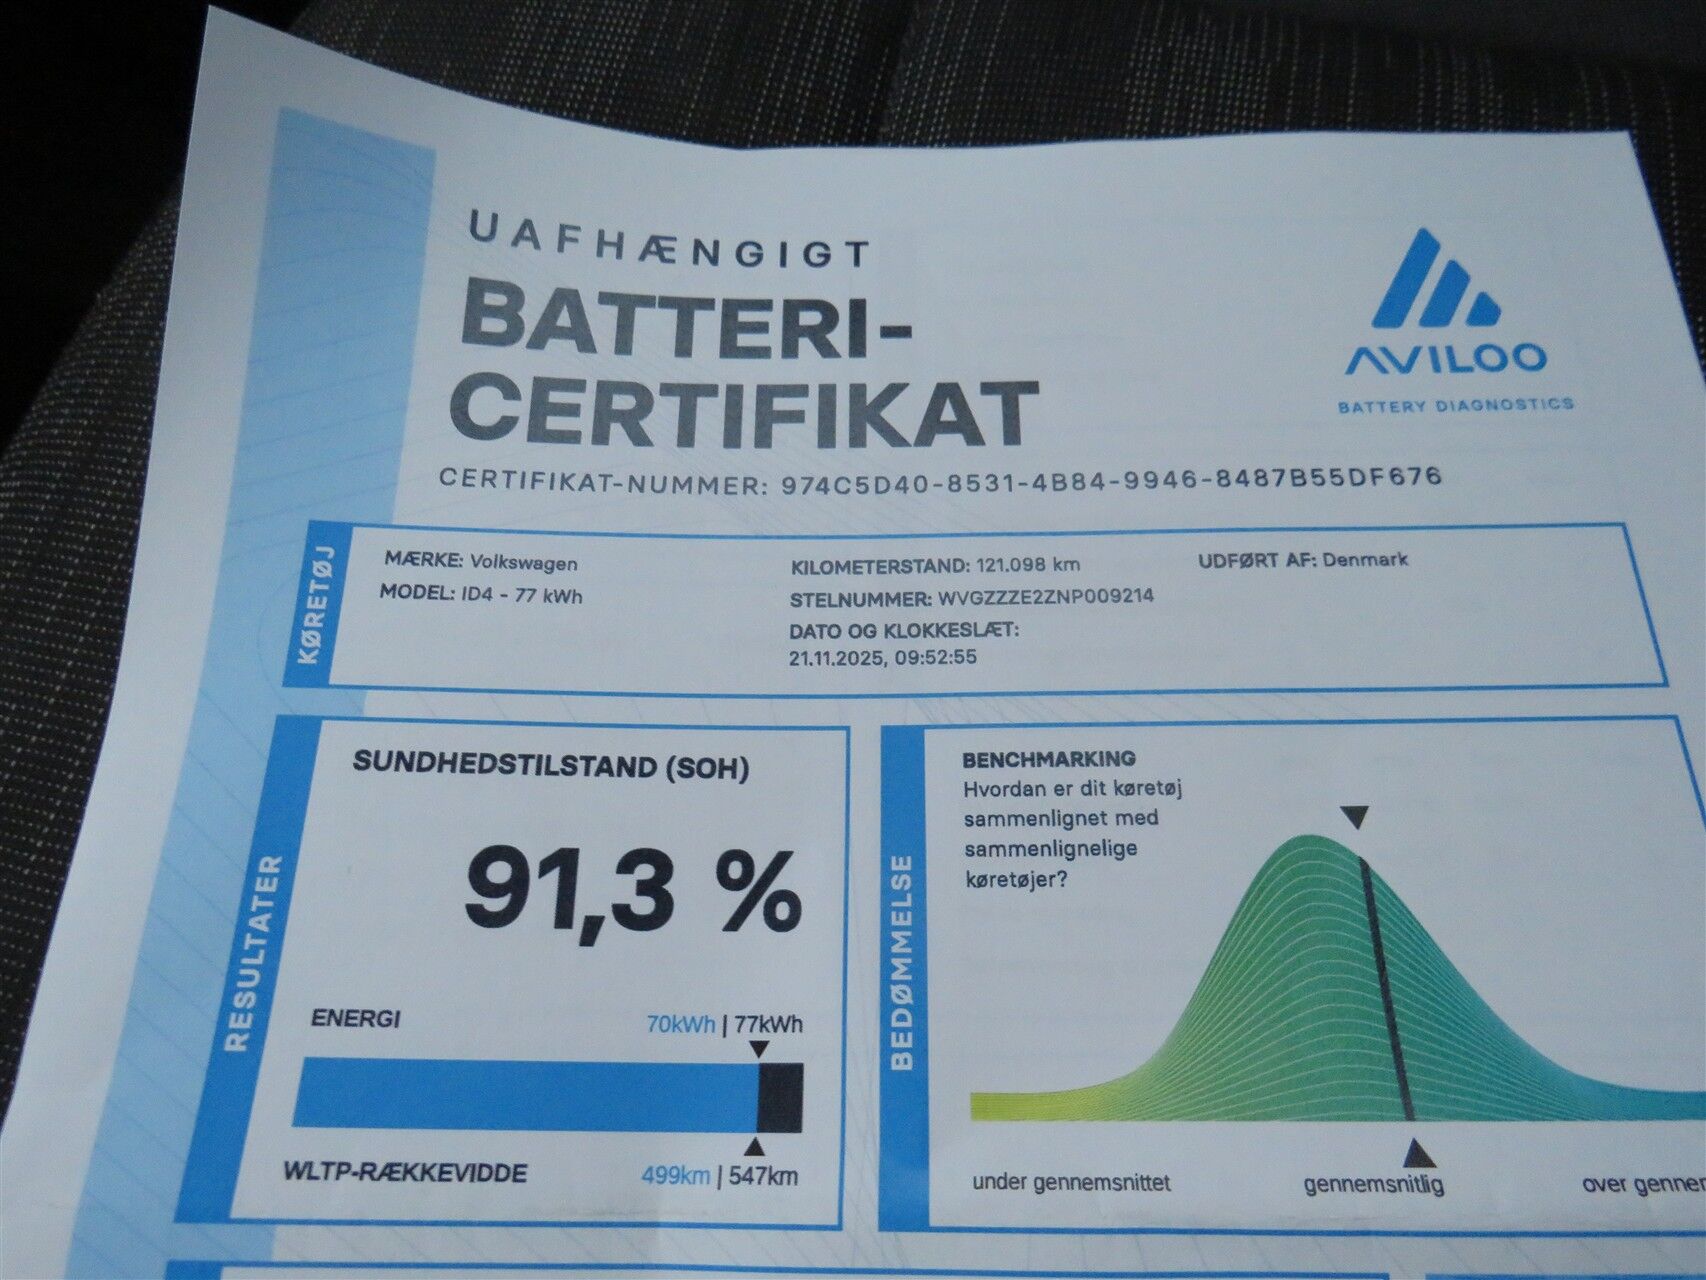 UAFHÆNGIGT
BATTERI-
CERTIFIKAT
CERTIFIKAT-NUMMER: 974C5D40-8531-4B84-9946-8487B55DF676
AVILOO
BATTERY DIAGNOSTICS
KØRETØJ
MÆRKE: Volkswagen
MODEL: ID4 - 77 kWh
KILOMETERSTAND: 121.098 km
STELNUMMER: WVGZZZE2ZNP009214
DATO OG KLOKKESLÆT:
21.11.2025, 09:52:55
UDFØRT AF: Denmark
RESULTATER
SUNDHEDSTILSTAND (SOH)
91,3 %
ENERGI
70kWh | 77kWh
WLTP-RÆKKEVIDDE
499km | 547km
BEDØMMELSE
BENCHMARKING
Hvordan er dit køretøj
sammenlignet med
sammenlignelige
køretøjer?
under gennemsnittet
gennemsnitlig
over genner